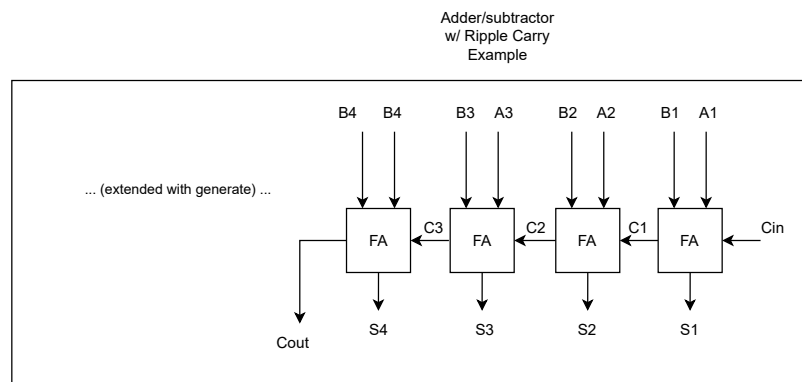 Adder/subtractor
w/ Ripple Carry
Example
B4 B4 B3 A3 B2 A2 B1 A1
... (extended with generate) ...
FA C3 FA C2 FA C1 FA Cin
Cout S4 S3 S2 S1